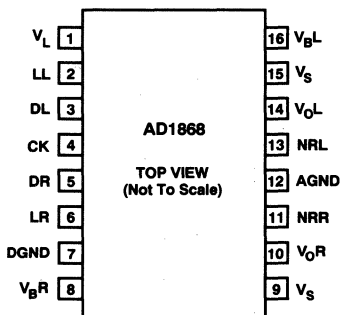 VL 1
LL 2
DL 3
CK 4
DR 5
LR 6
DGND 7
VBR 8
AD1868
TOP VIEW
(Not To Scale)
16 VBL
15 VS
14 VOL
13 NRL
12 AGND
11 NRR
10 VOR
9 VS